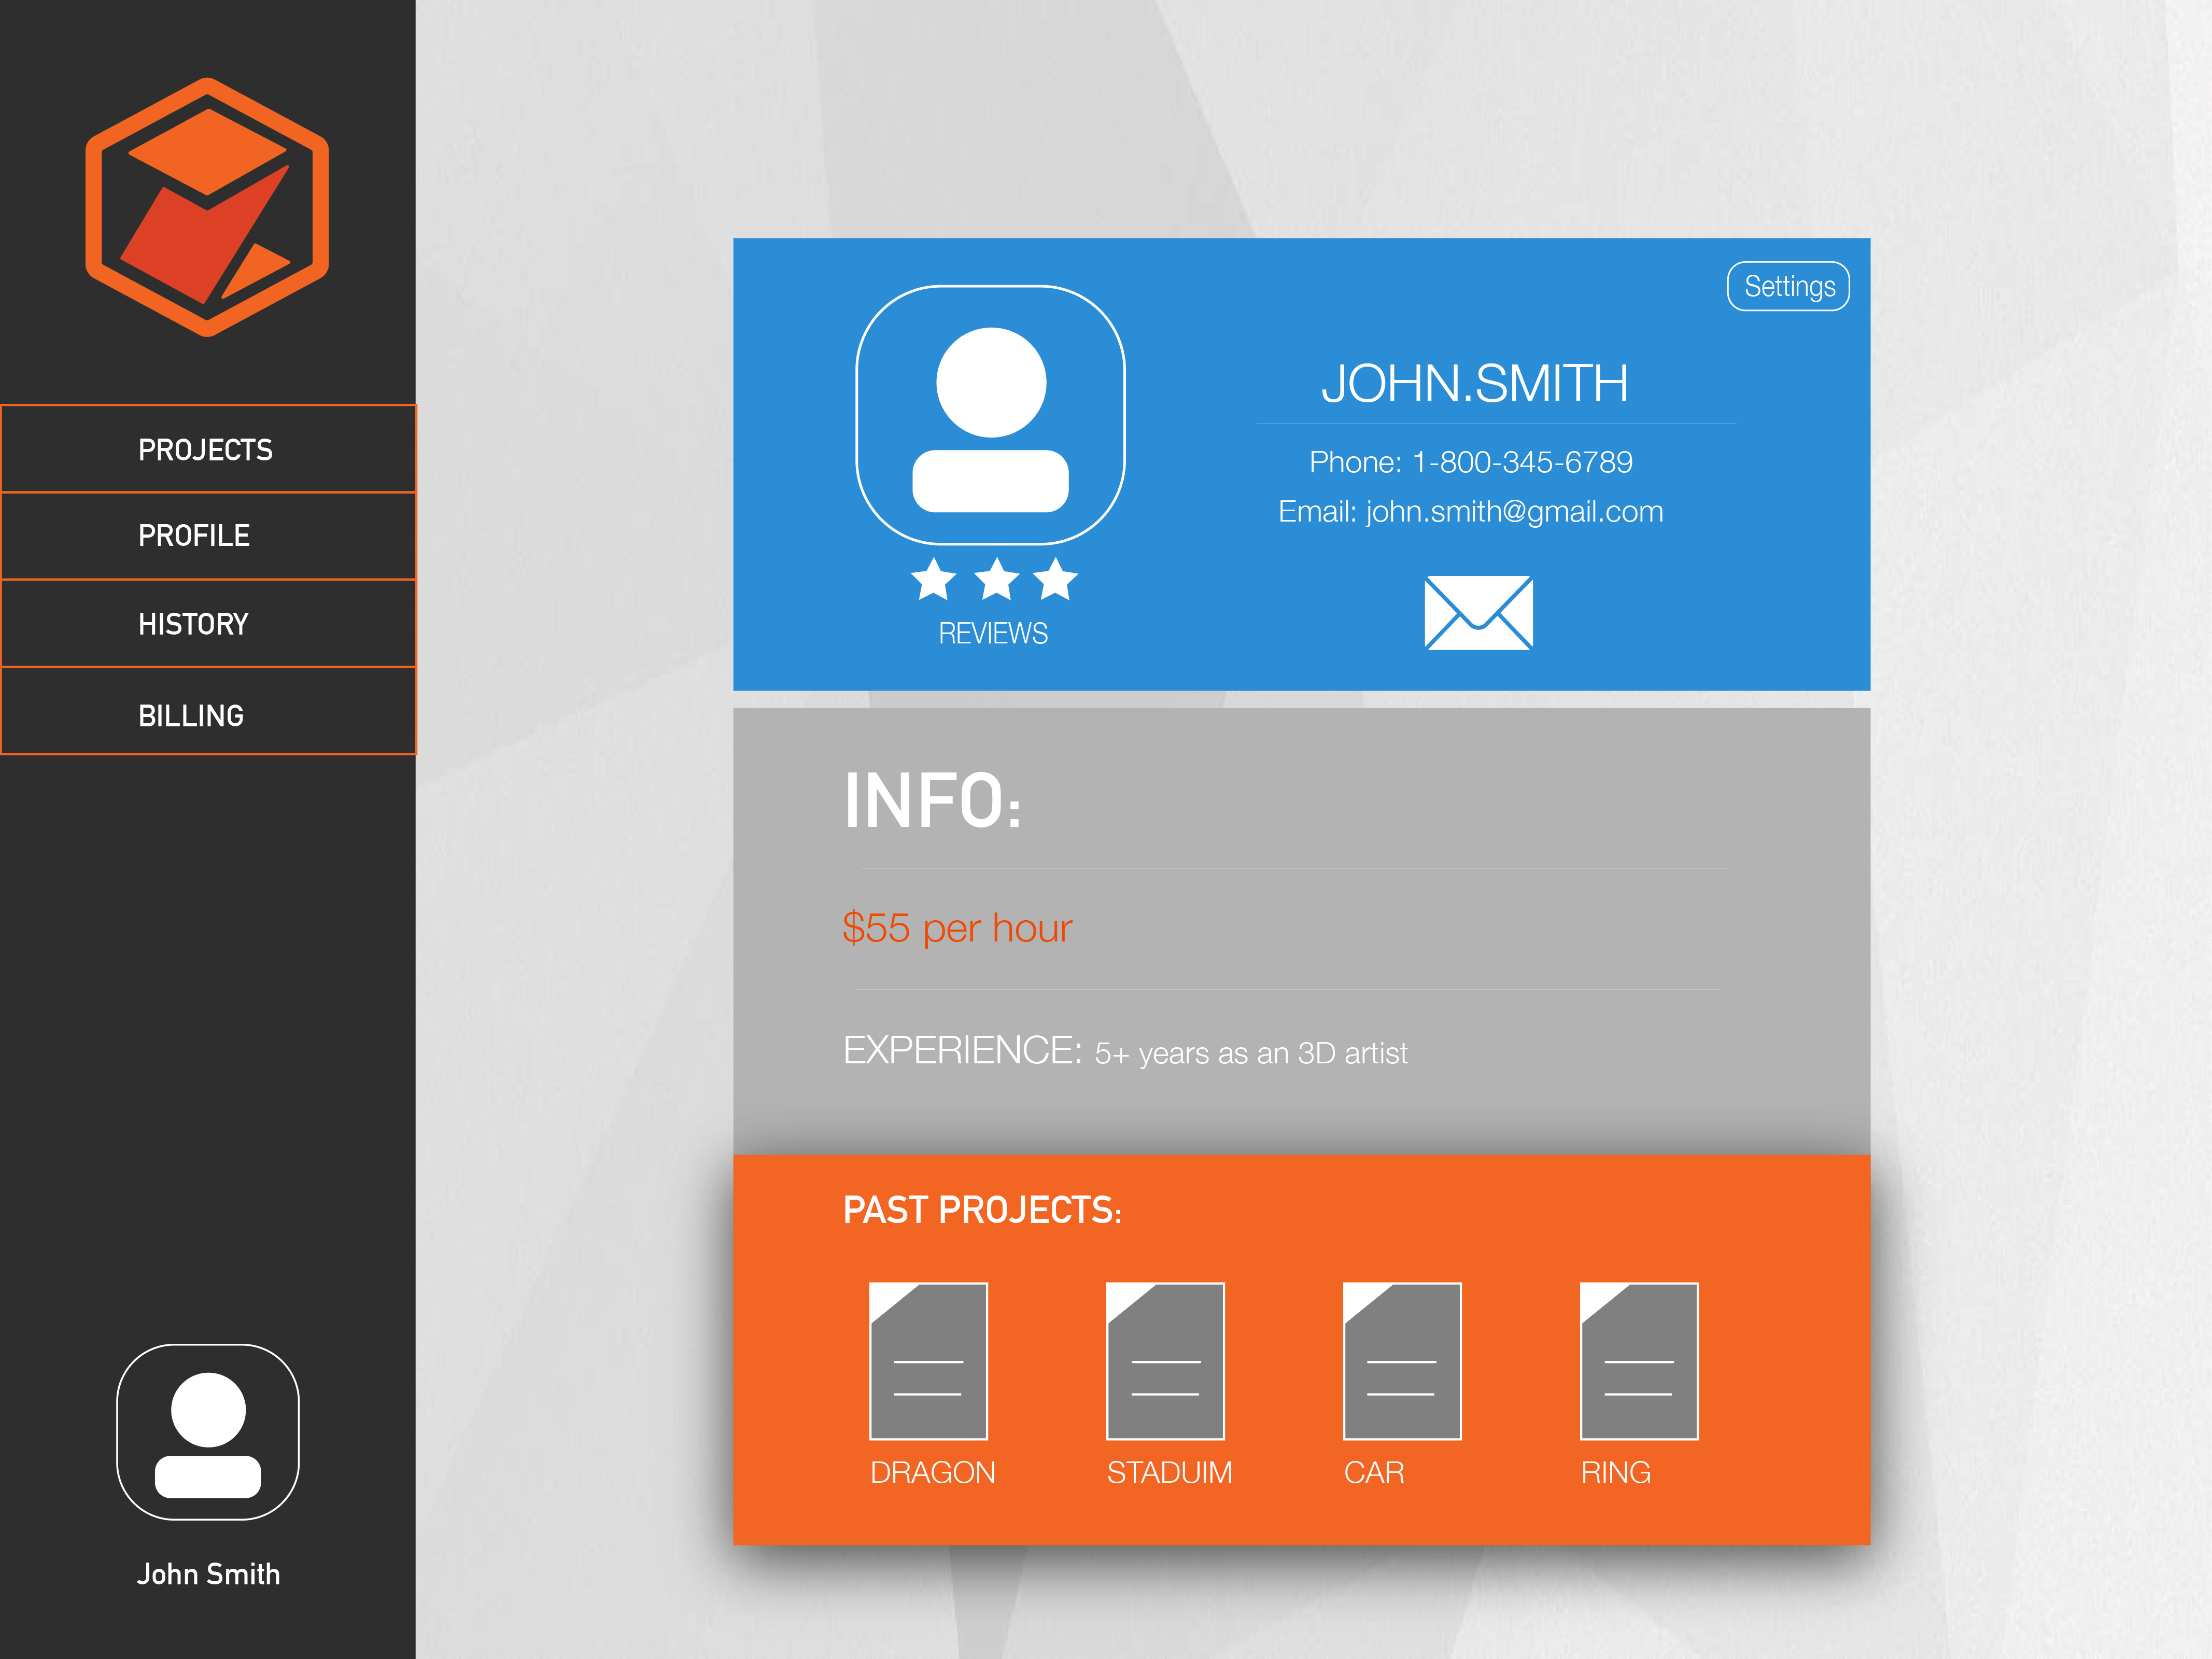 PROJECTS
PROFILE
HISTORY
BILLING
John Smith
Settings
JOHN.SMITH
Phone: 1-800-345-6789
Email: john.smith@gmail.com
REVIEWS
INFO:
$55 per hour
EXPERIENCE: 5+ years as an 3D artist
PAST PROJECTS:
DRAGON STADUIM CAR RING